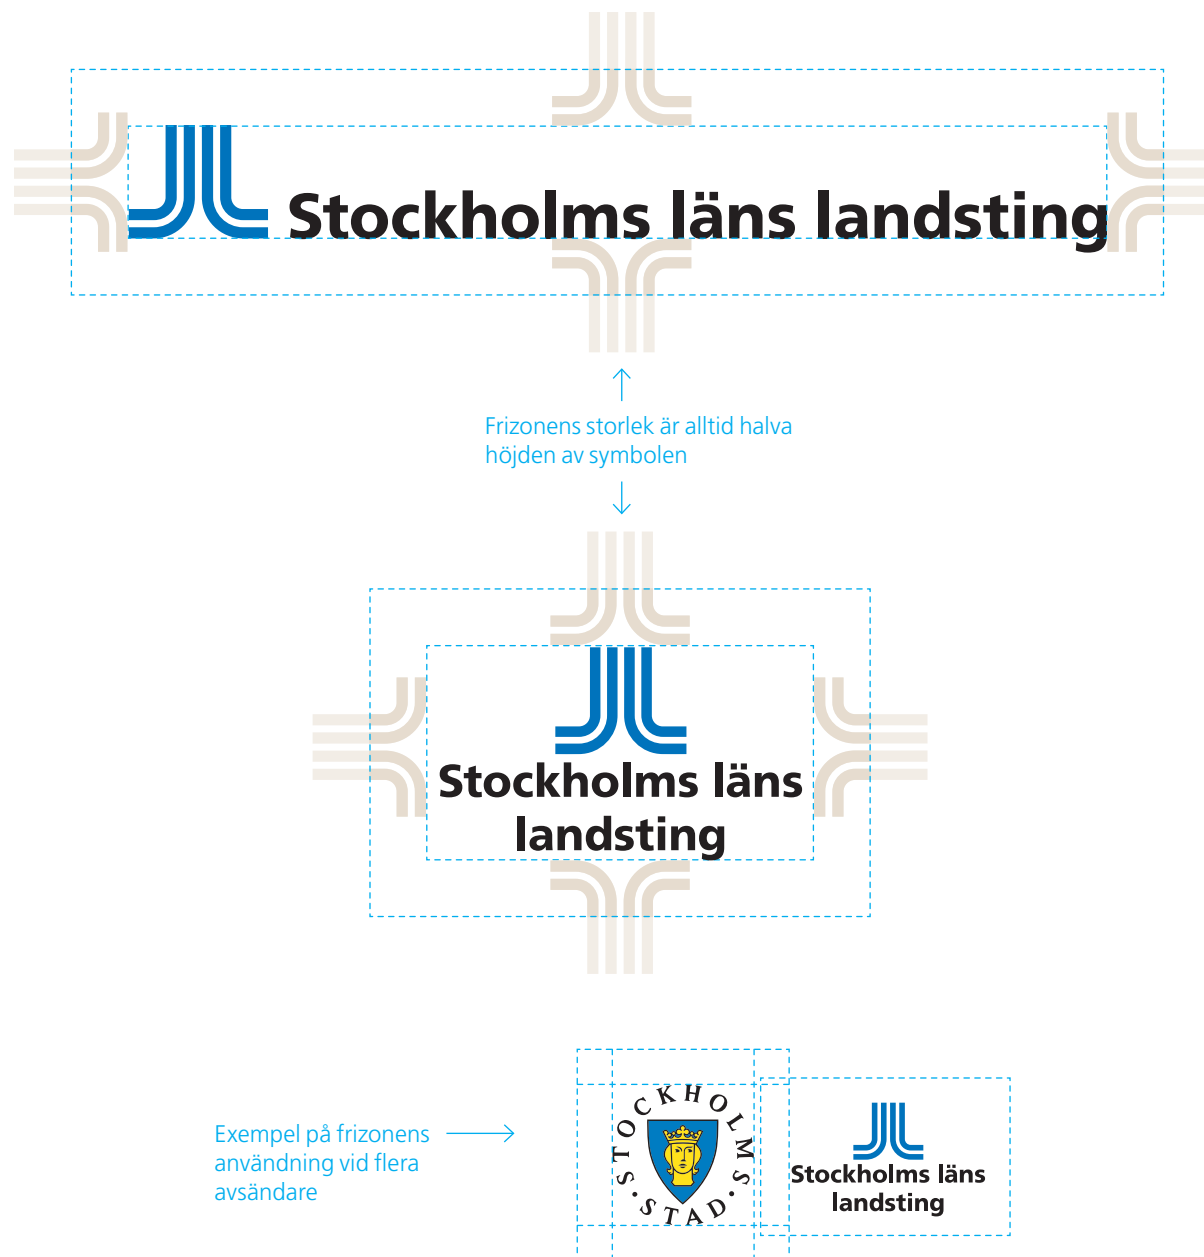 Stockholms läns landsting
Frizonens storlek är alltid halva
höjden av symbolen
Stockholms läns
landsting
Exempel på frizonens
användning vid flera
avsändare
STOCKHOLMS
·STAD·
Stockholms läns
landsting